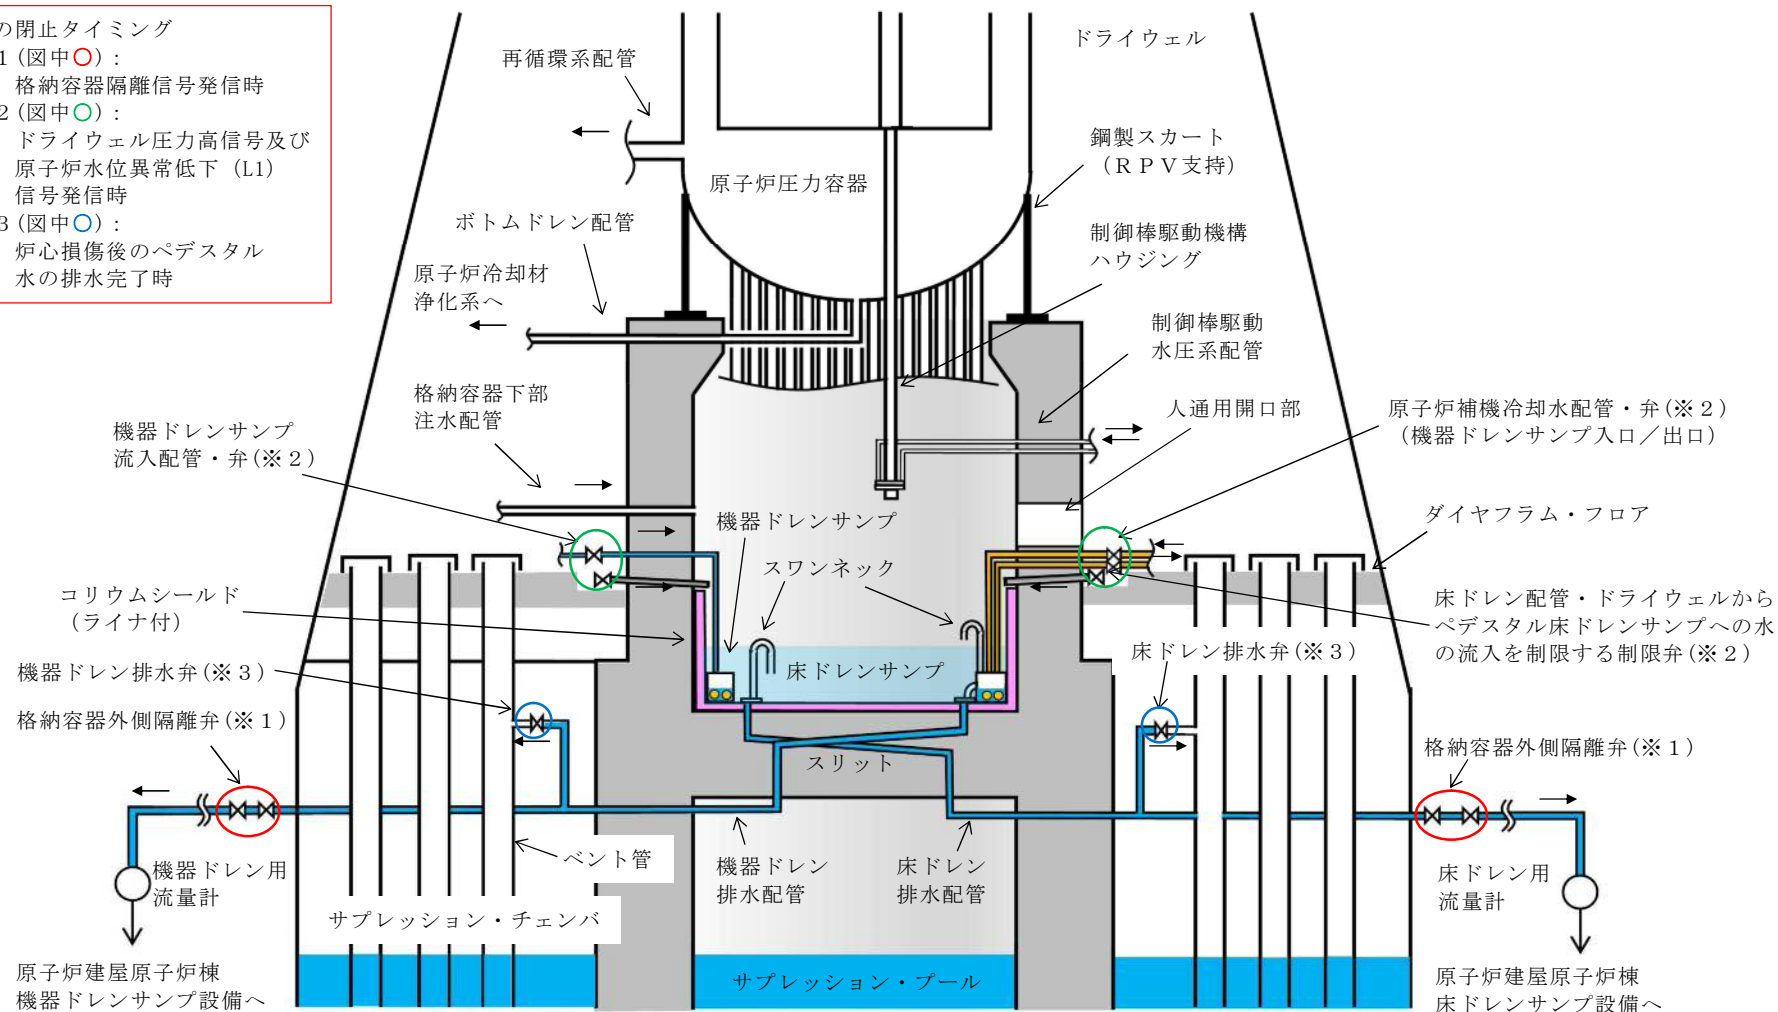 の閉止タイミング
1(図中〇):
格納容器隔離信号発信時
2(図中〇):
ドライウェル圧力高信号及び
原子炉水位異常低下（L1）
信号発信時
3(図中〇):
炉心損傷後のペデスタル
水の排水完了時
再循環系配管
ドライウェル
鋼製スカート
（ＲＰＶ支持）
原子炉圧力容器
ボトムドレン配管
制御棒駆動機構
ハウジング
原子炉冷却材
浄化系へ
制御棒駆動
水圧系配管
格納容器下部
注水配管
人通用開口部
原子炉補機冷却水配管・弁(※２)
（機器ドレンサンプ入口／出口）
機器ドレンサンプ
流入配管・弁(※２)
機器ドレンサンプ
ダイヤフラム・フロア
スワンネック
コリウムシールド
（ライナ付）
床ドレン配管・ドライウェルから
ペデスタル床ドレンサンプへの水
の流入を制限する制限弁(※２)
床ドレンサンプ
床ドレン排水弁(※３)
機器ドレン排水弁(※３)
格納容器外側隔離弁(※１)
格納容器外側隔離弁(※１)
スリット
ベント管
機器ドレン
排水配管
床ドレン
排水配管
機器ドレン用
流量計
床ドレン用
流量計
サプレッション・チェンバ
サプレッション・プール
原子炉建屋原子炉棟
機器ドレンサンプ設備へ
原子炉建屋原子炉棟
床ドレンサンプ設備へ